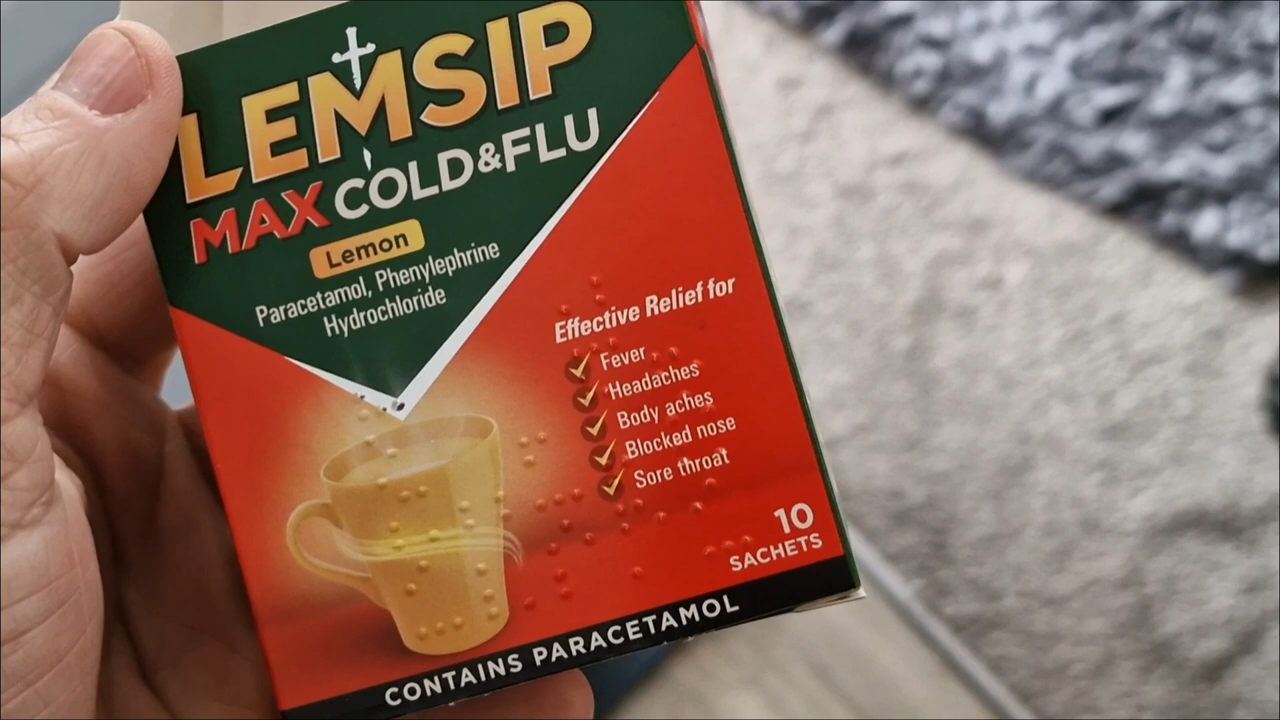 LEMSIP
MAX COLD&FLU
Lemon
Paracetamol, Phenylephrine
Hydrochloride
Effective Relief for
Fever
Headaches
Body aches
Blocked nose
Sore throat
10
SACHETS
CONTAINS PARACETAMOL